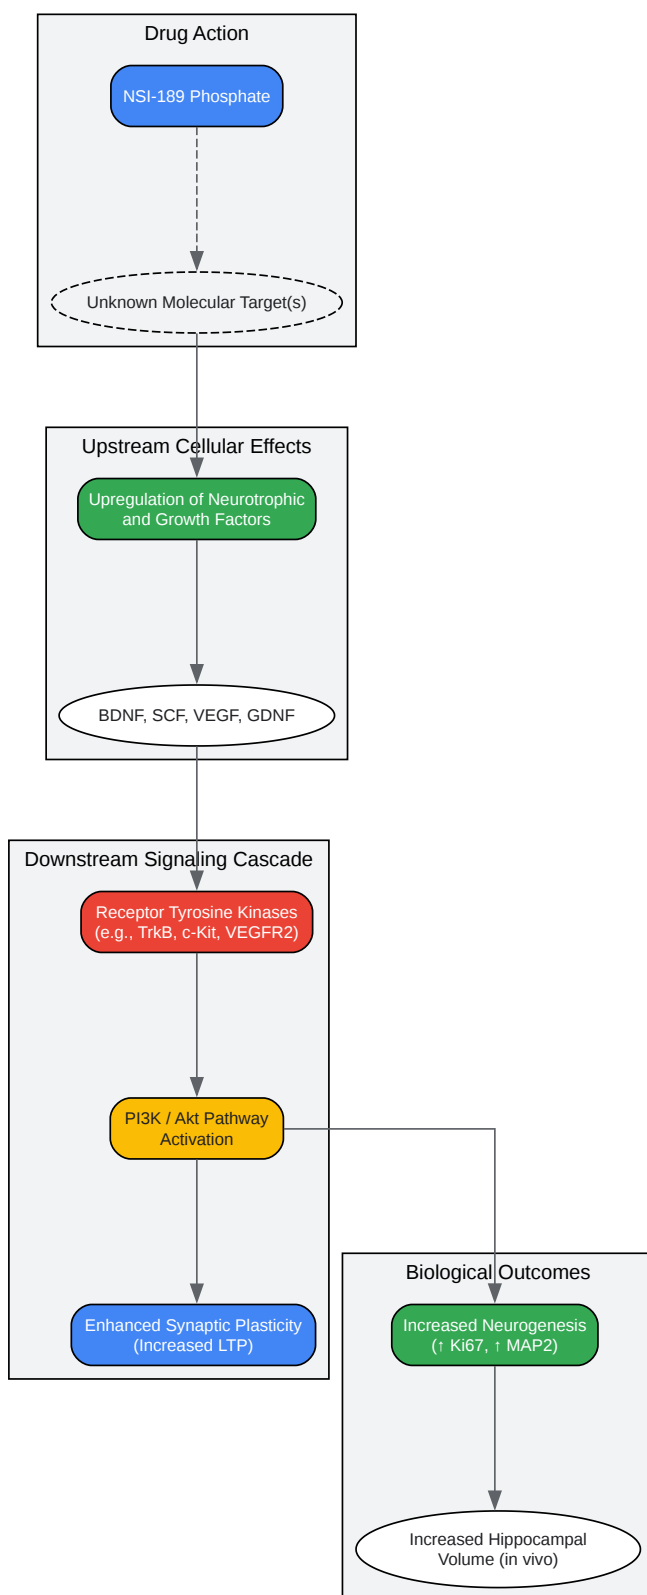 Drug Action
NSI-189 Phosphate
Unknown Molecular Target(s)
Upstream Cellular Effects
Upregulation of Neurotrophic
and Growth Factors
BDNF, SCF, VEGF, GDNF
Downstream Signaling Cascade
Receptor Tyrosine Kinases
(e.g., TrkB, c-Kit, VEGFR2)
PI3K / Akt Pathway
Activation
Enhanced Synaptic Plasticity
(Increased LTP)
Biological Outcomes
Increased Neurogenesis
(↑ Ki67, ↑ MAP2)
Increased Hippocampal
Volume (in vivo)